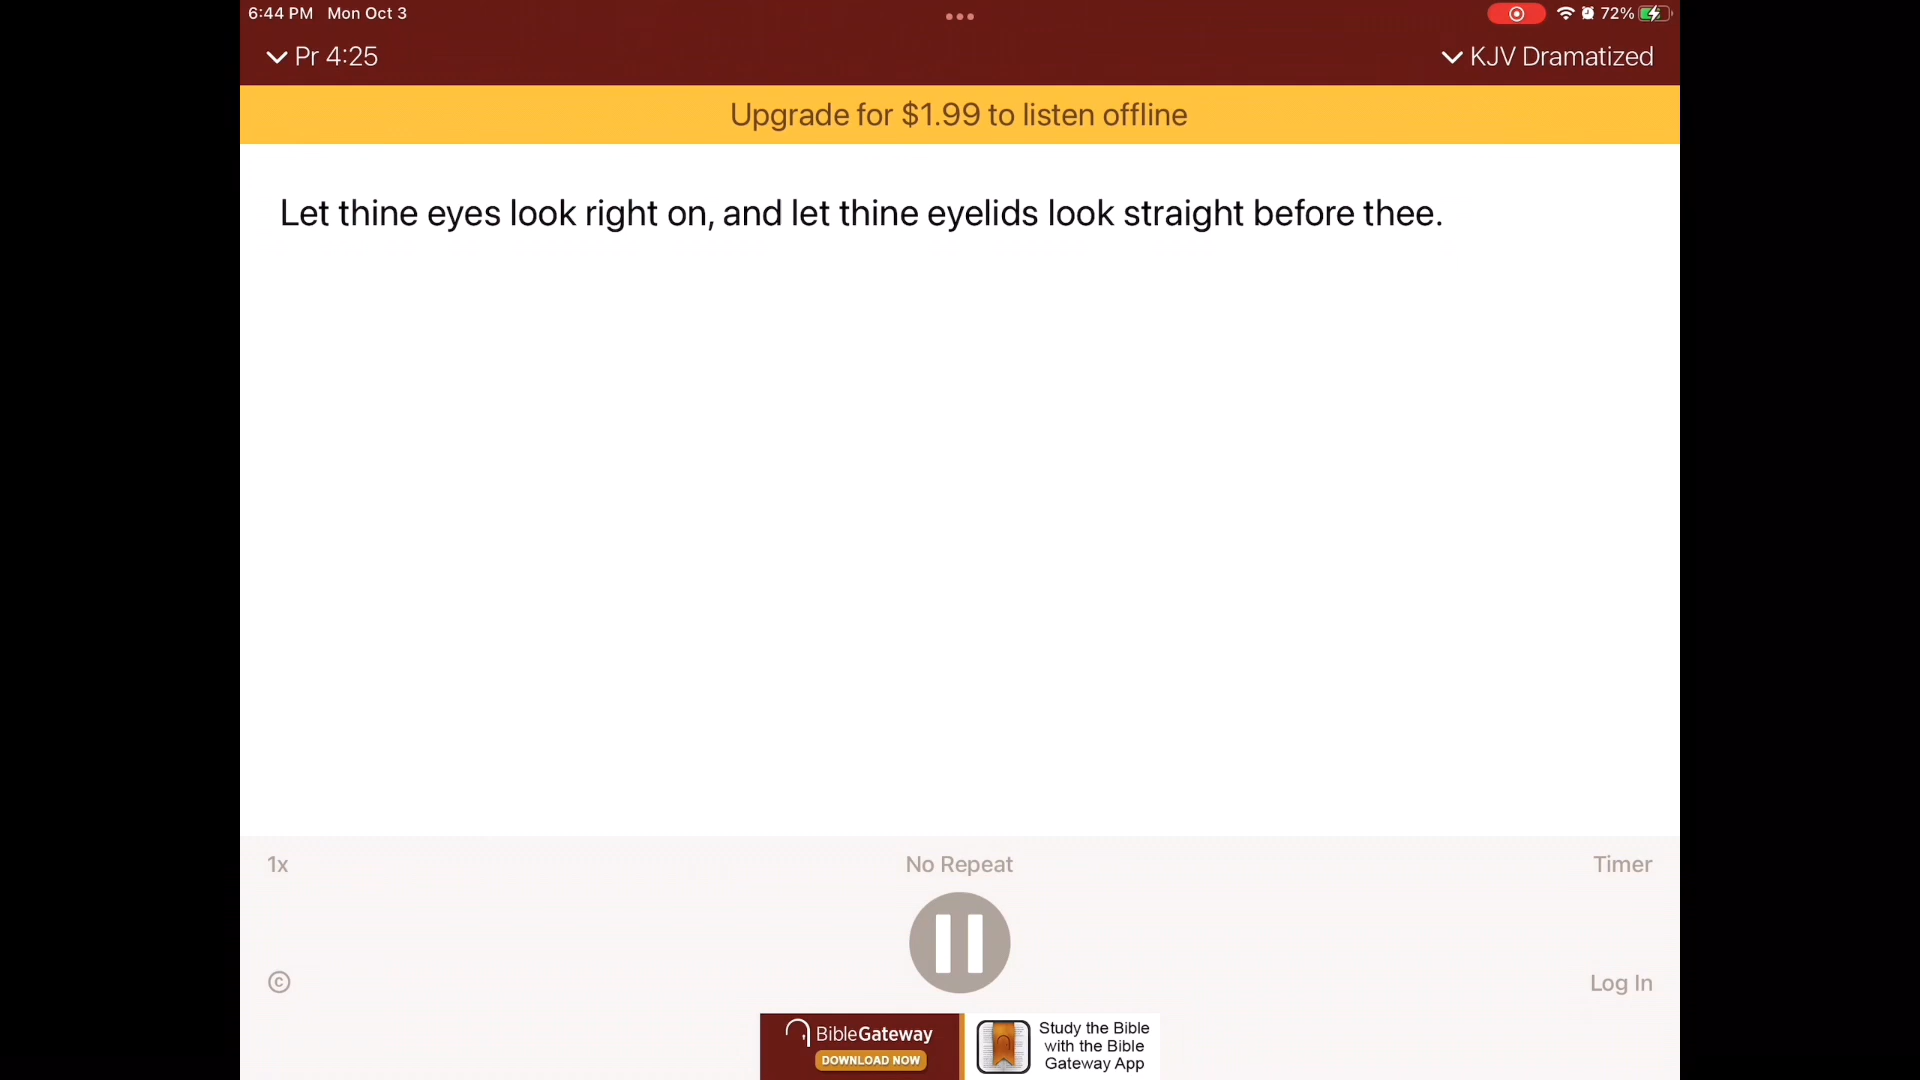 6:44 PM Mon Oct 3
72%
Pr 4:25
KJV Dramatized
Upgrade for $1.99 to listen offline
Let thine eyes look right on, and let thine eyelids look straight before thee.
1x
No Repeat
Timer
©
Log In
BibleGateway
DOWNLOAD NOW
Study the Bible
with the Bible
Gateway App